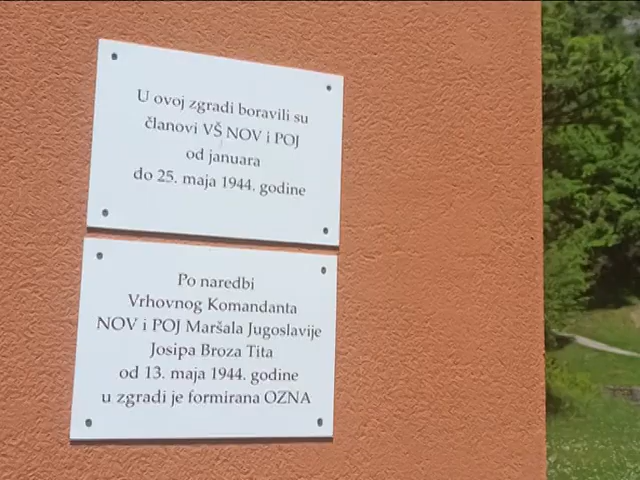 U ovoj zgradi boravili su
članovi VŠ NOV i POJ
od januara
do 25. maja 1944. godine
Po naredbi
Vrhovnog Komandanta
NOV i POJ Maršala Jugoslavije
Josipa Broza Tita
od 13. maja 1944. godine
u zgradi je formirana OZNA